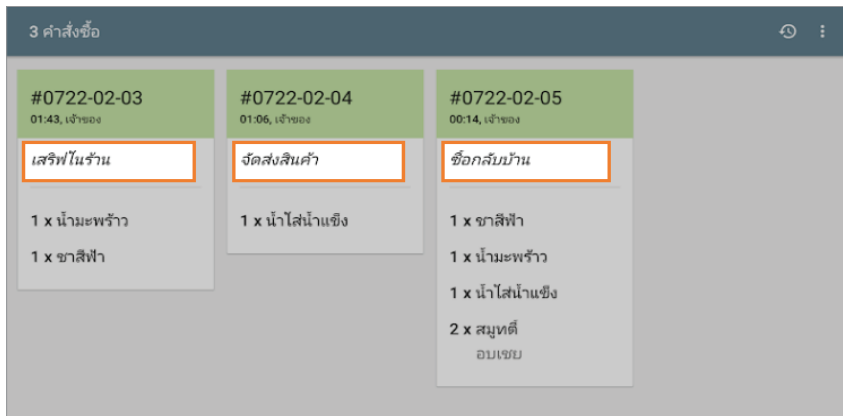 3 คำสั่งซื้อ
#0722-02-03
01:43, เจ้าของ
เสริฟในร้าน
1 x น้ำมะพร้าว
1 x ชาสีฟ้า
#0722-02-04
01:06, เจ้าของ
จัดส่งสินค้า
1 x น้ำใส่น้ำแข็ง
#0722-02-05
00:14, เจ้าของ
ซื้อกลับบ้าน
1 x ชาสีฟ้า
1 x น้ำมะพร้าว
1 x น้ำใส่น้ำแข็ง
2 x สมูทตี้
อบเชย